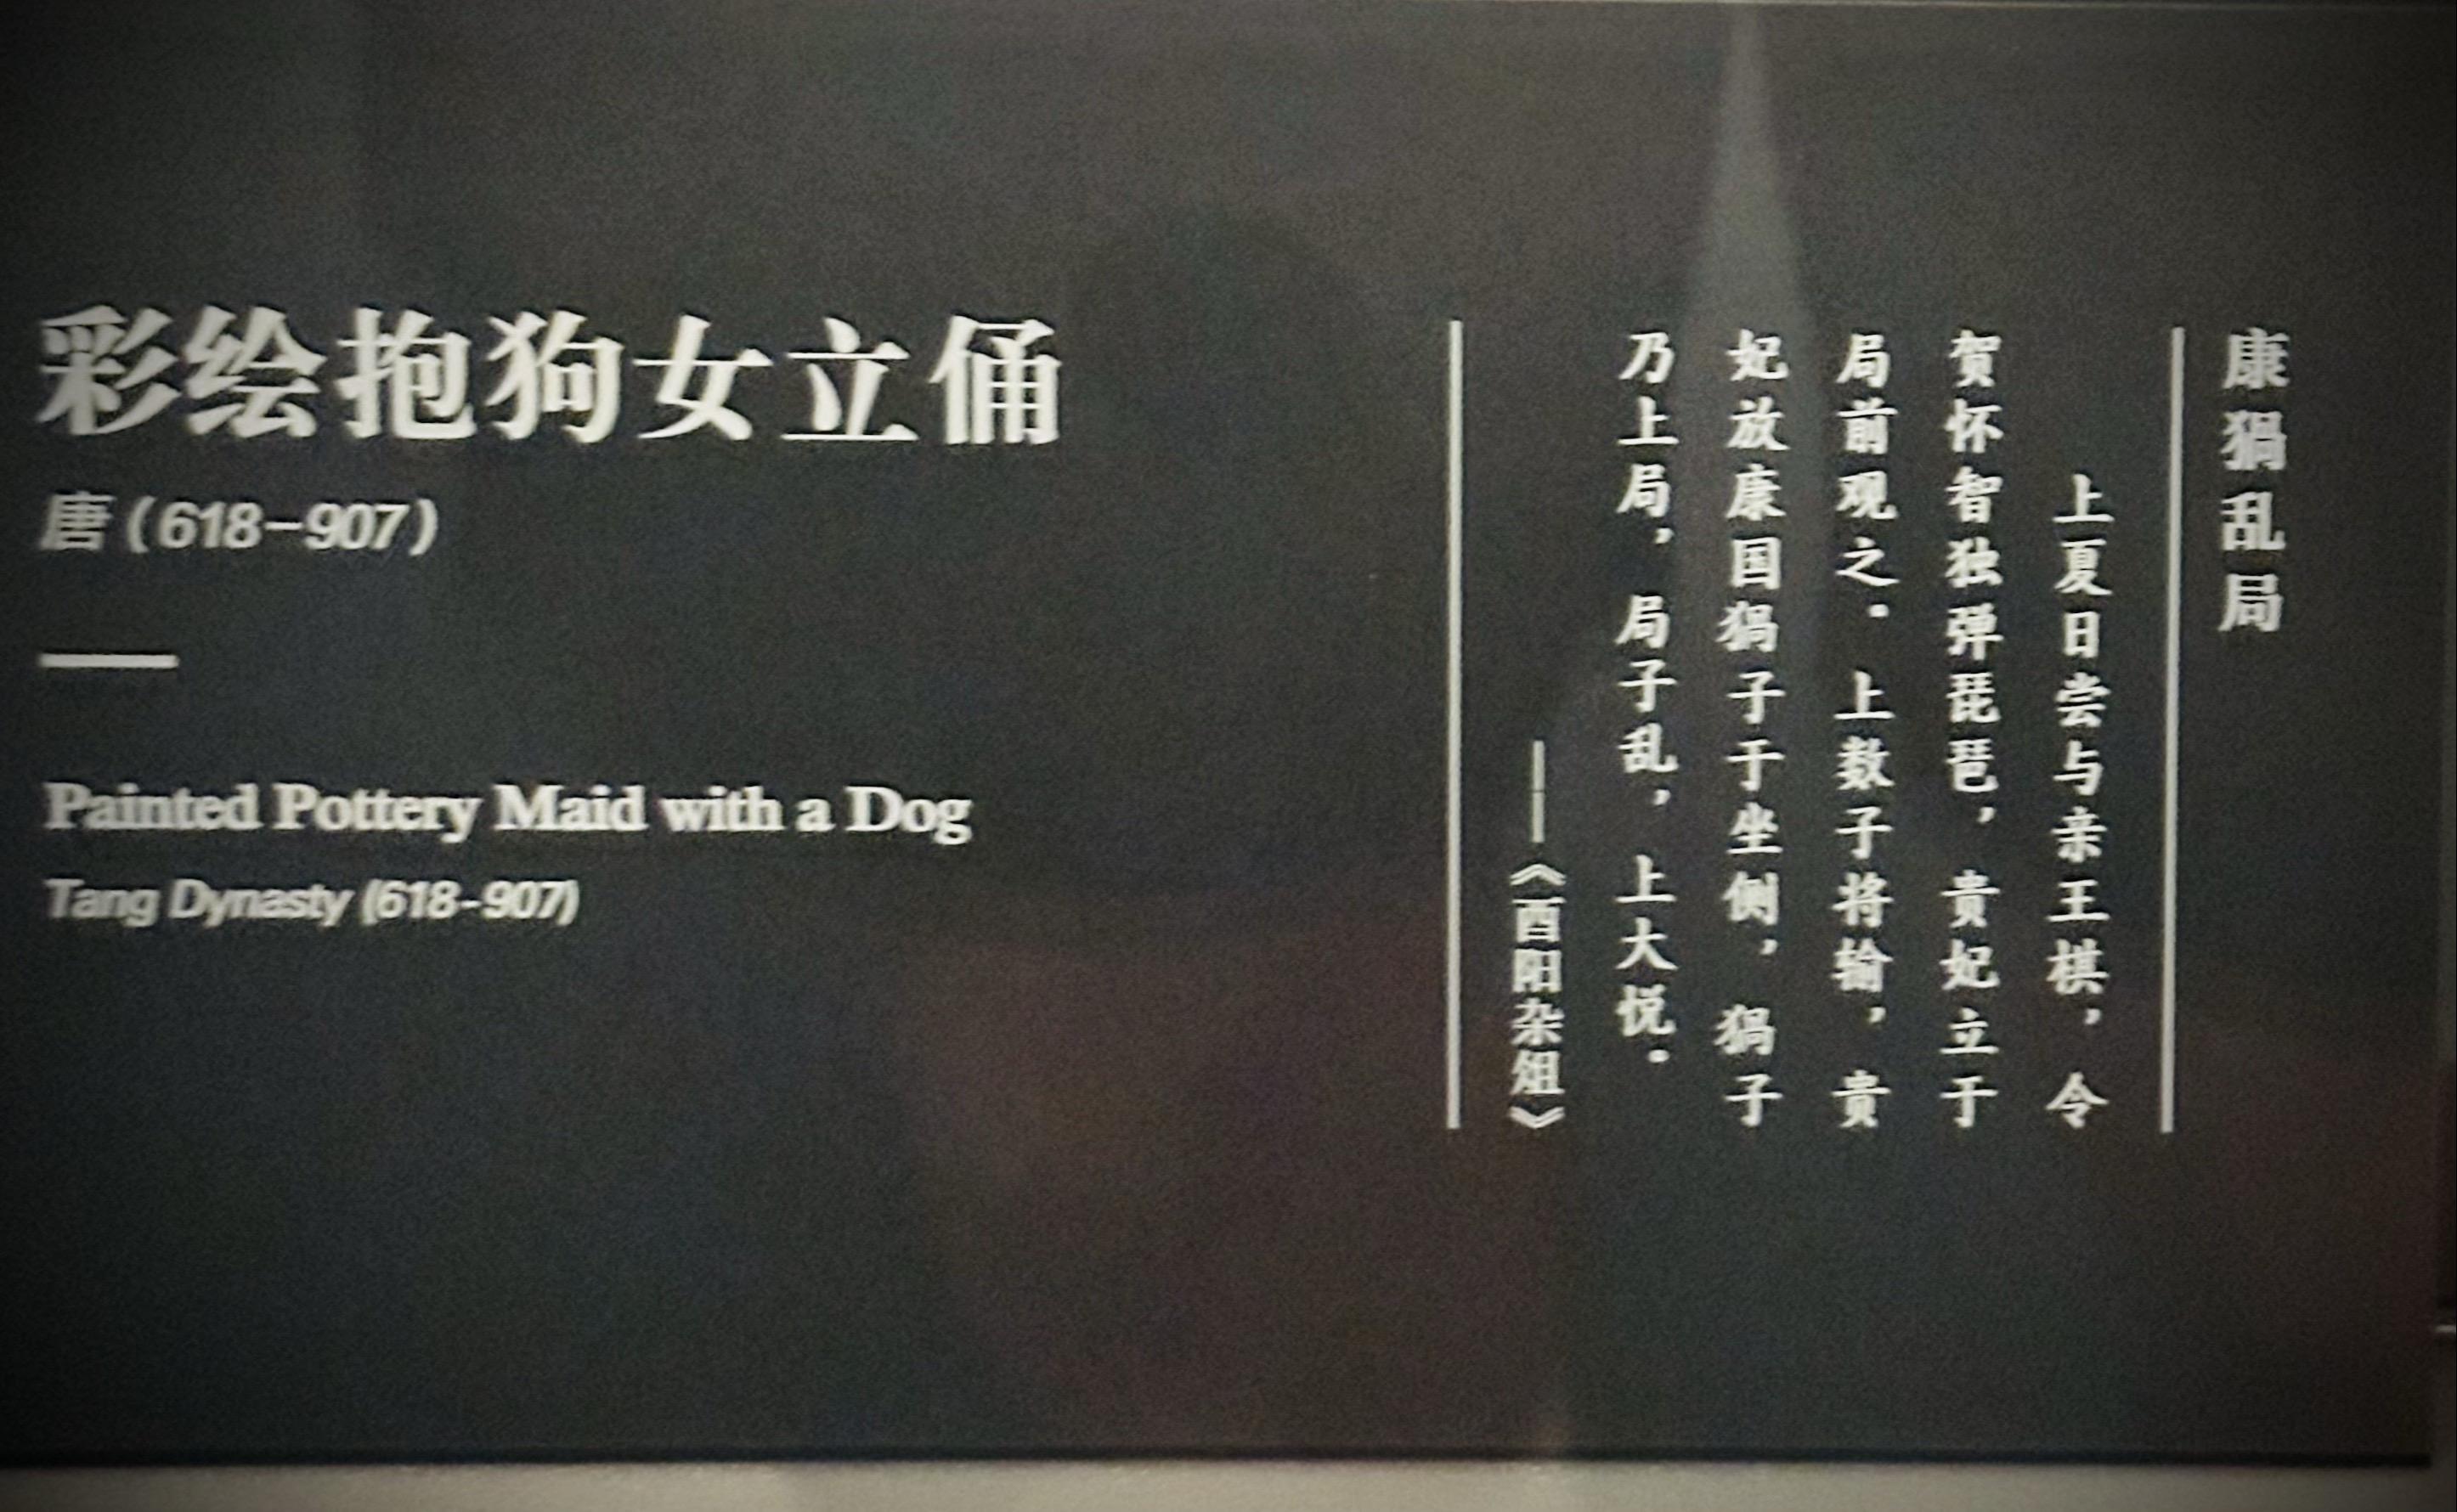 彩绘抱狗女立俑
唐(618-907)
Painted Pottery Maid with a Dog
Tang Dynasty (618-907)
康猧乱局
上夏日尝与亲王棋，令
贺怀智独弹琵琶，贵妃立于
局前观之。上数子将输，贵
妃放康国猧子于坐侧，猧子
乃上局，局子乱，上大悦。
——《酉阳杂俎》